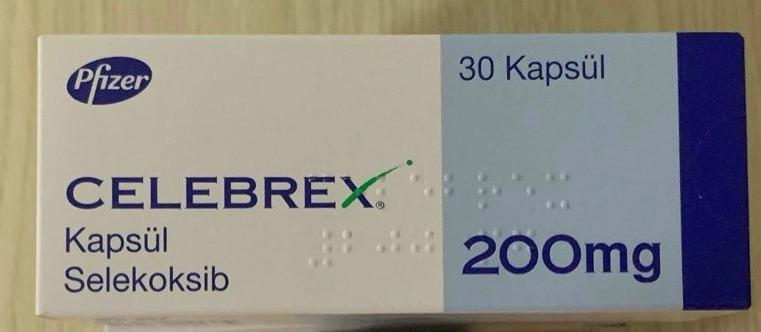 Pfizer
30 Kapsül
CELEBREX®
Kapsül
Selekoksib
200mg